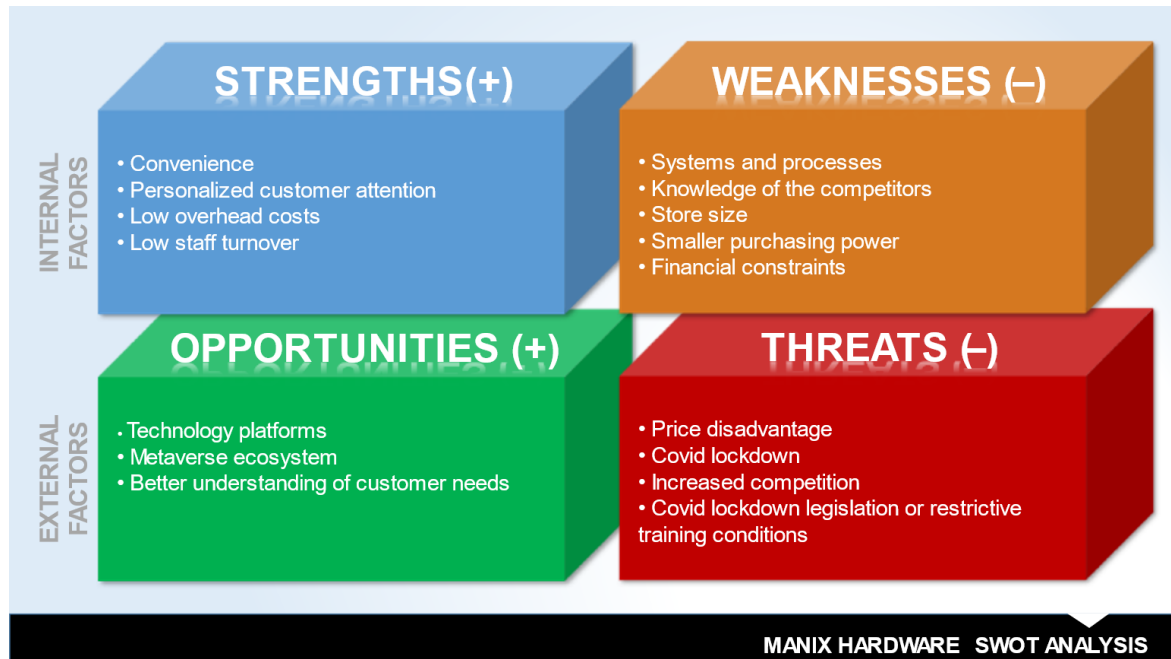 STRENGTHS(+)
• Convenience
• Personalized customer attention
• Low overhead costs
• Low staff turnover
WEAKNESSES (–)
• Systems and processes
• Knowledge of the competitors
• Store size
• Smaller purchasing power
• Financial constraints
INTERNAL
FACTORS
OPPORTUNITIES (+)
• Technology platforms
• Metaverse ecosystem
• Better understanding of customer needs
THREATS (–)
• Price disadvantage
• Covid lockdown
• Increased competition
• Covid lockdown legislation or restrictive
training conditions
EXTERNAL
FACTORS
MANIX HARDWARE SWOT ANALYSIS